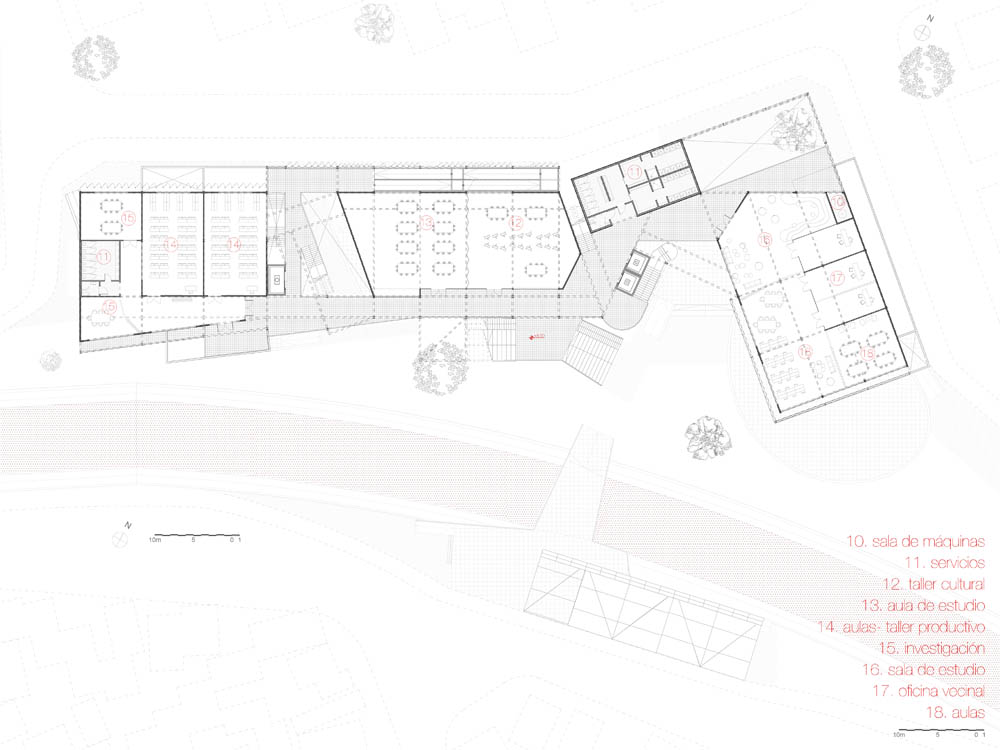 N
10
11
15
14
14
13
12
16
11
17
15
16
18
N
10m 5 0 1
10. sala de máquinas
11. servicios
12. taller cultural
13. aula de estudio
14. aulas- taller productivo
15. investigación
16. sala de estudio
17. oficina vecinal
18. aulas
10m 5 0 1